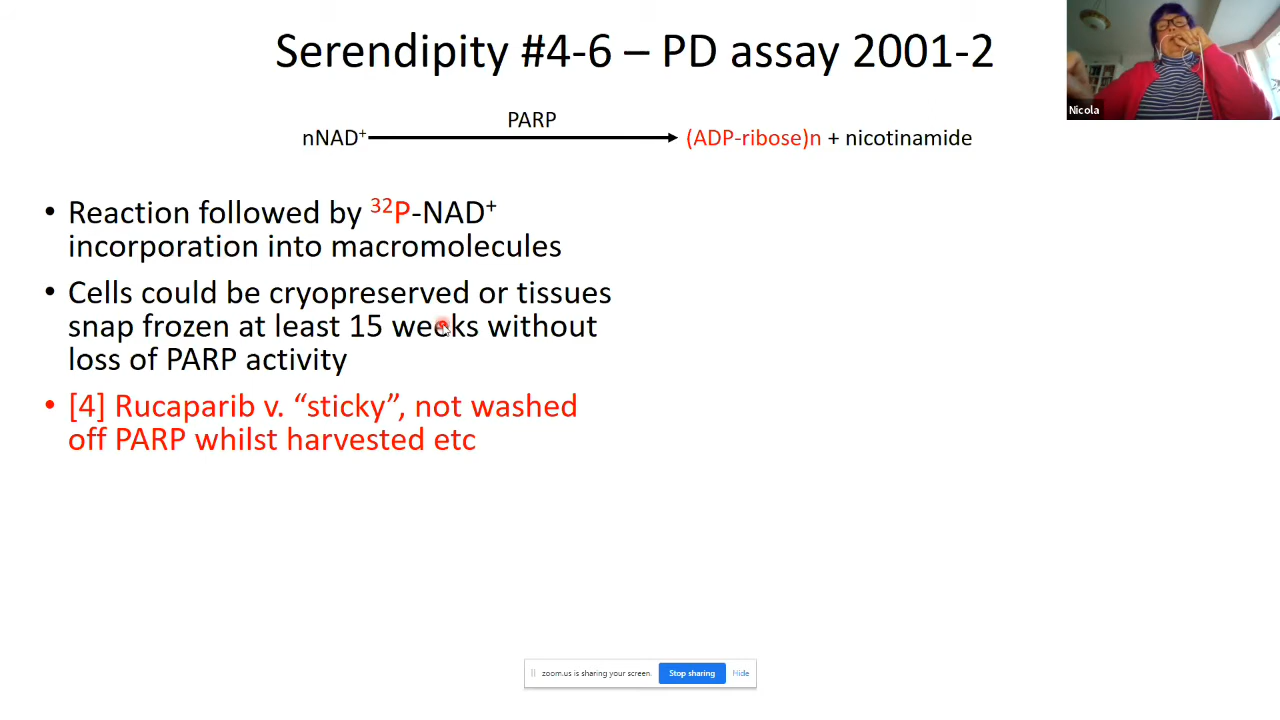 Serendipity #4-6 – PD assay 2001-2
Nicola
PARP
nNAD⁺ (ADP-ribose)n + nicotinamide
• Reaction followed by ³²P-NAD⁺
incorporation into macromolecules
• Cells could be cryopreserved or tissues
snap frozen at least 15 weeks without
loss of PARP activity
• [4] Rucaparib v. “sticky”, not washed
off PARP whilst harvested etc
zoom.us is sharing your screen. Stop sharing Hide